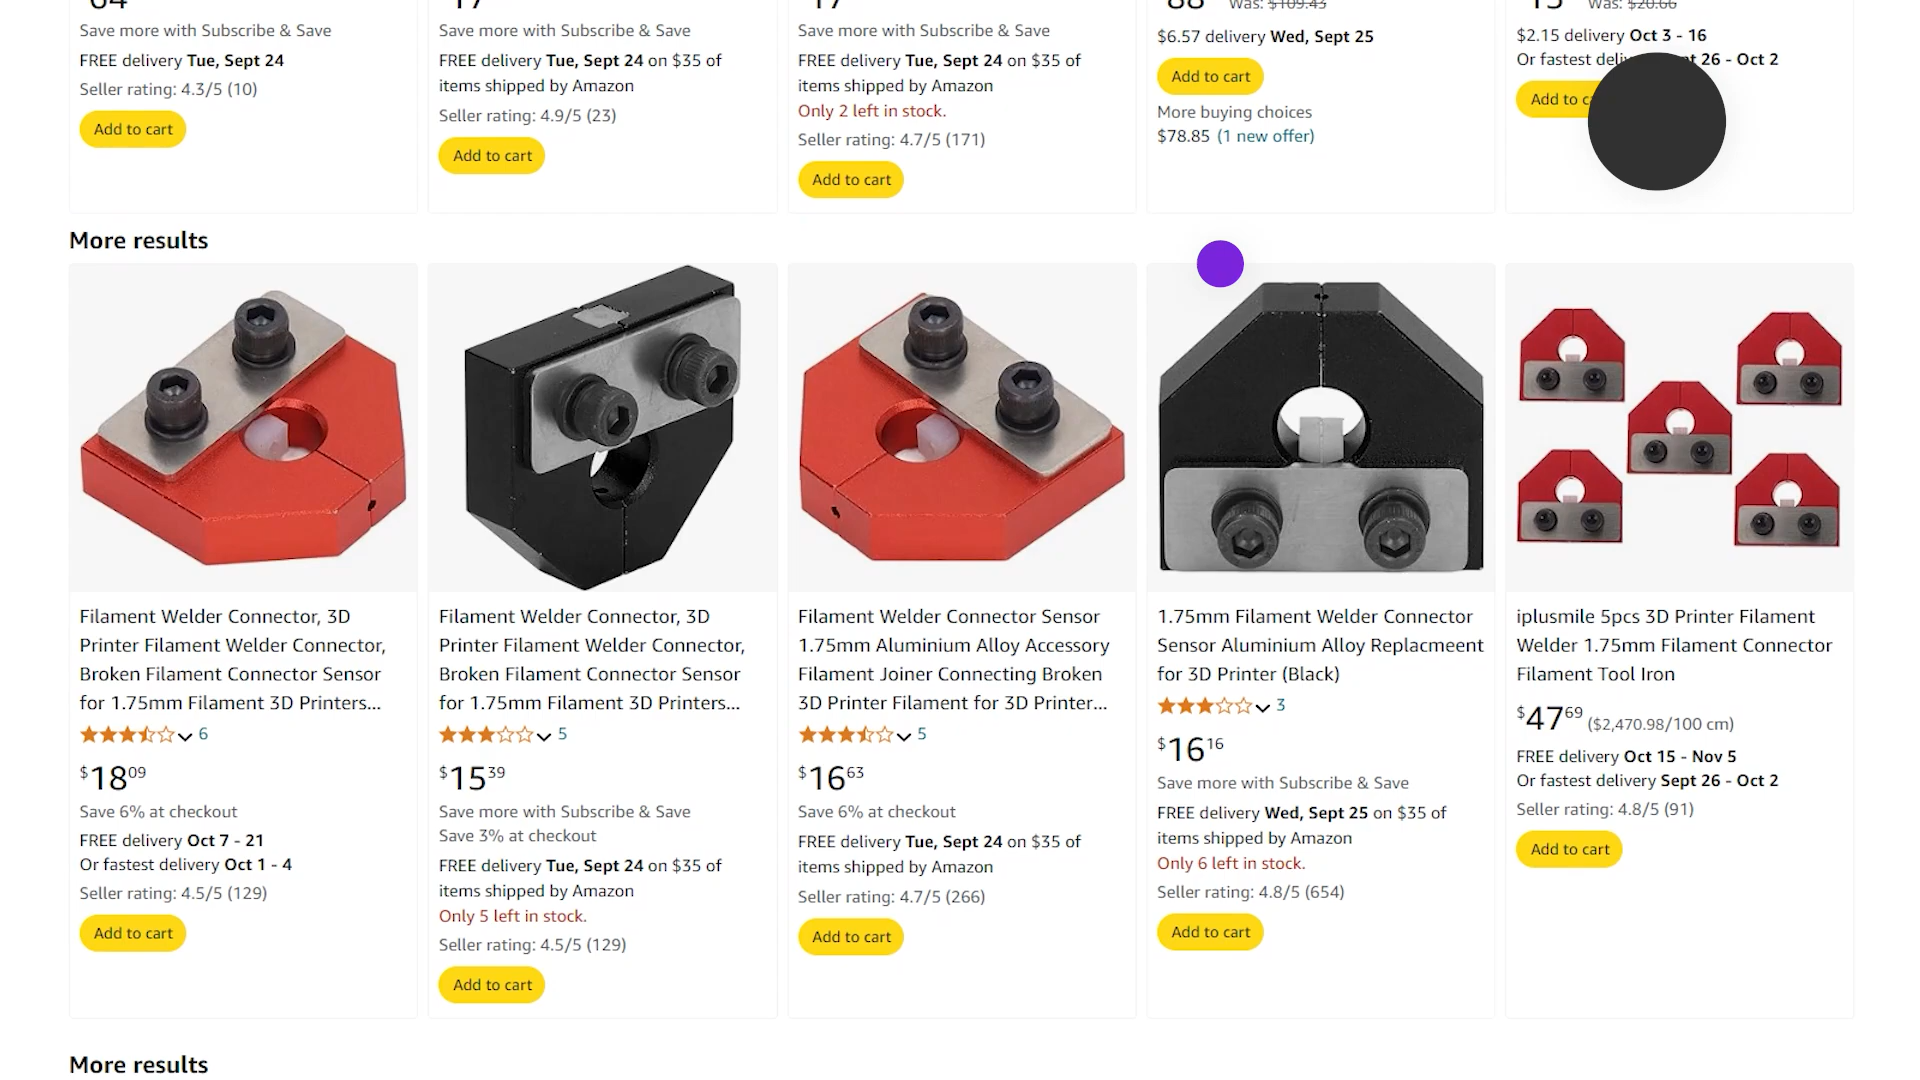 Save more with Subscribe & Save
FREE delivery Tue, Sept 24
Seller rating: 4.3/5 (10)
Add to cart
Save more with Subscribe & Save
FREE delivery Tue, Sept 24 on $35 of
items shipped by Amazon
Seller rating: 4.9/5 (23)
Add to cart
Save more with Subscribe & Save
FREE delivery Tue, Sept 24 on $35 of
items shipped by Amazon
Only 2 left in stock.
Seller rating: 4.7/5 (171)
Add to cart
Was: $109.43
$6.57 delivery Wed, Sept 25
Add to cart
More buying choices
$78.85 (1 new offer)
Was: $20.66
$2.15 delivery Oct 3 - 16
Or fastest 26 - Oct 2
Add to
More results
Filament Welder Connector, 3D
Printer Filament Welder Connector,
Broken Filament Connector Sensor
for 1.75mm Filament 3D Printers...
6
$18.09
Save 6% at checkout
FREE delivery Oct 7 - 21
Or fastest delivery Oct 1 - 4
Seller rating: 4.5/5 (129)
Add to cart
Filament Welder Connector, 3D
Printer Filament Welder Connector,
Broken Filament Connector Sensor
for 1.75mm Filament 3D Printers...
5
$15.39
Save more with Subscribe & Save
Save 3% at checkout
FREE delivery Tue, Sept 24 on $35 of
items shipped by Amazon
Only 5 left in stock.
Seller rating: 4.5/5 (129)
Add to cart
Filament Welder Connector Sensor
1.75mm Aluminium Alloy Accessory
Filament Joiner Connecting Broken
3D Printer Filament for 3D Printer...
5
$16.63
Save 6% at checkout
FREE delivery Tue, Sept 24 on $35 of
items shipped by Amazon
Seller rating: 4.7/5 (266)
Add to cart
1.75mm Filament Welder Connector
Sensor Aluminium Alloy Replacmeent
for 3D Printer (Black)
3
$16.16
Save more with Subscribe & Save
FREE delivery Wed, Sept 25 on $35 of
items shipped by Amazon
Only 6 left in stock.
Seller rating: 4.8/5 (654)
Add to cart
iplusmile 5pcs 3D Printer Filament
Welder 1.75mm Filament Connector
Filament Tool Iron
$47.69 ($2,470.98/100 cm)
FREE delivery Oct 15 - Nov 5
Or fastest delivery Sept 26 - Oct 2
Seller rating: 4.8/5 (91)
Add to cart
More results